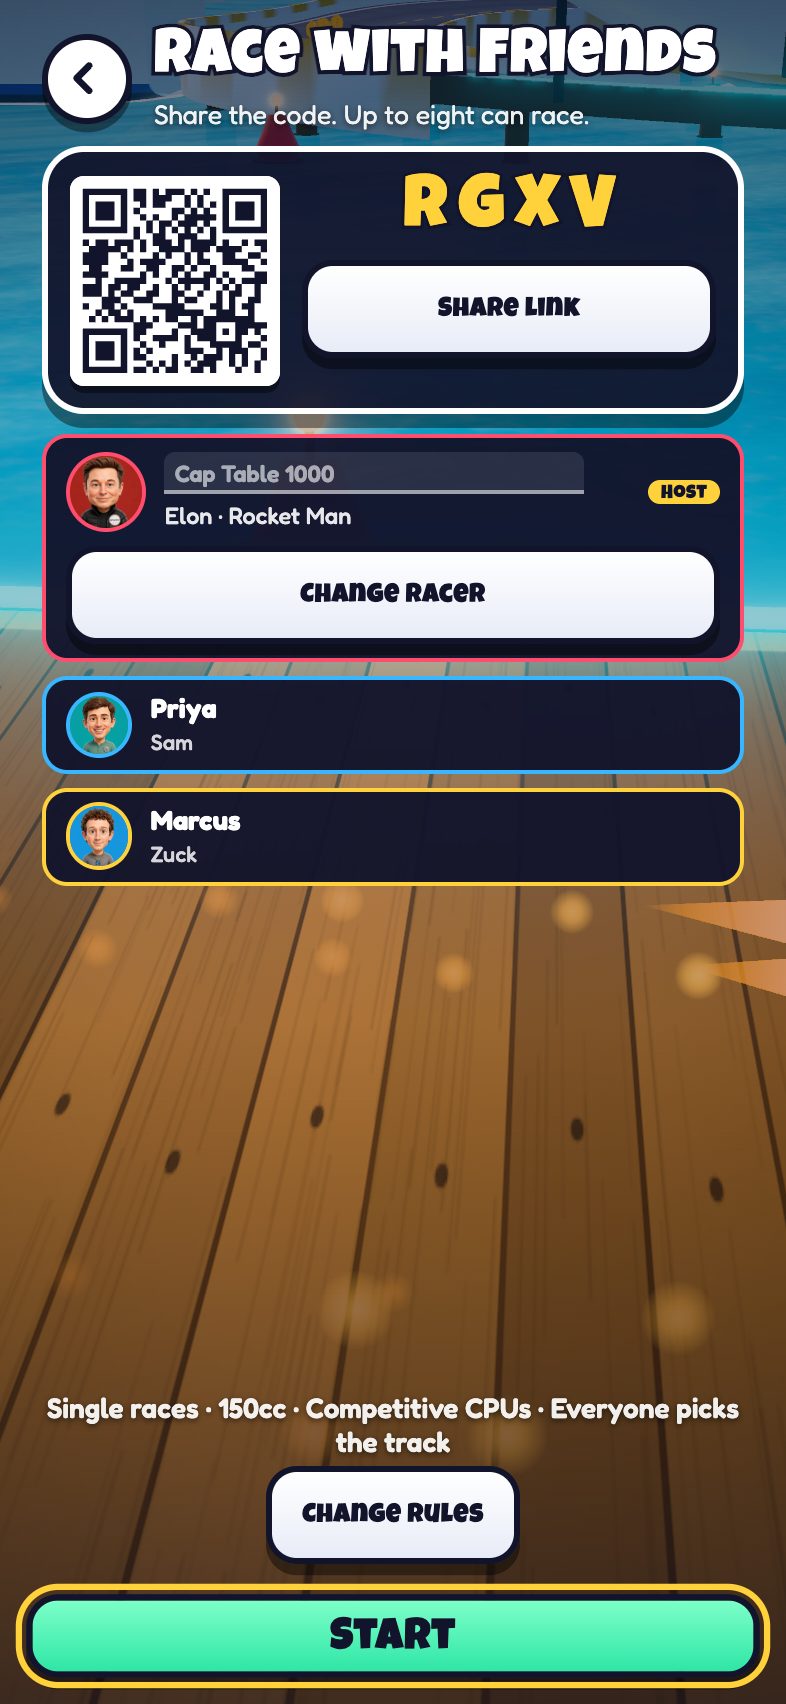 Race with Friends
Share the code. Up to eight can race.
RGXV
Share Link
Cap Table 1000
Elon · Rocket Man
HOST
Change Racer
Priya
Sam
Marcus
Zuck
Single races · 150cc · Competitive CPUs · Everyone picks
the track
Change Rules
START